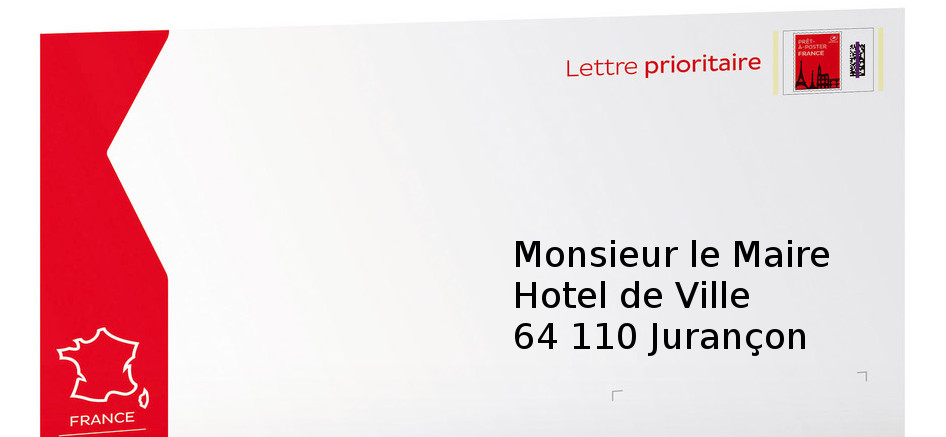 Lettre prioritaire
PRÊT-
À-POSTER
FRANCE
Monsieur le Maire
Hotel de Ville
64 110 Jurançon
FRANCE